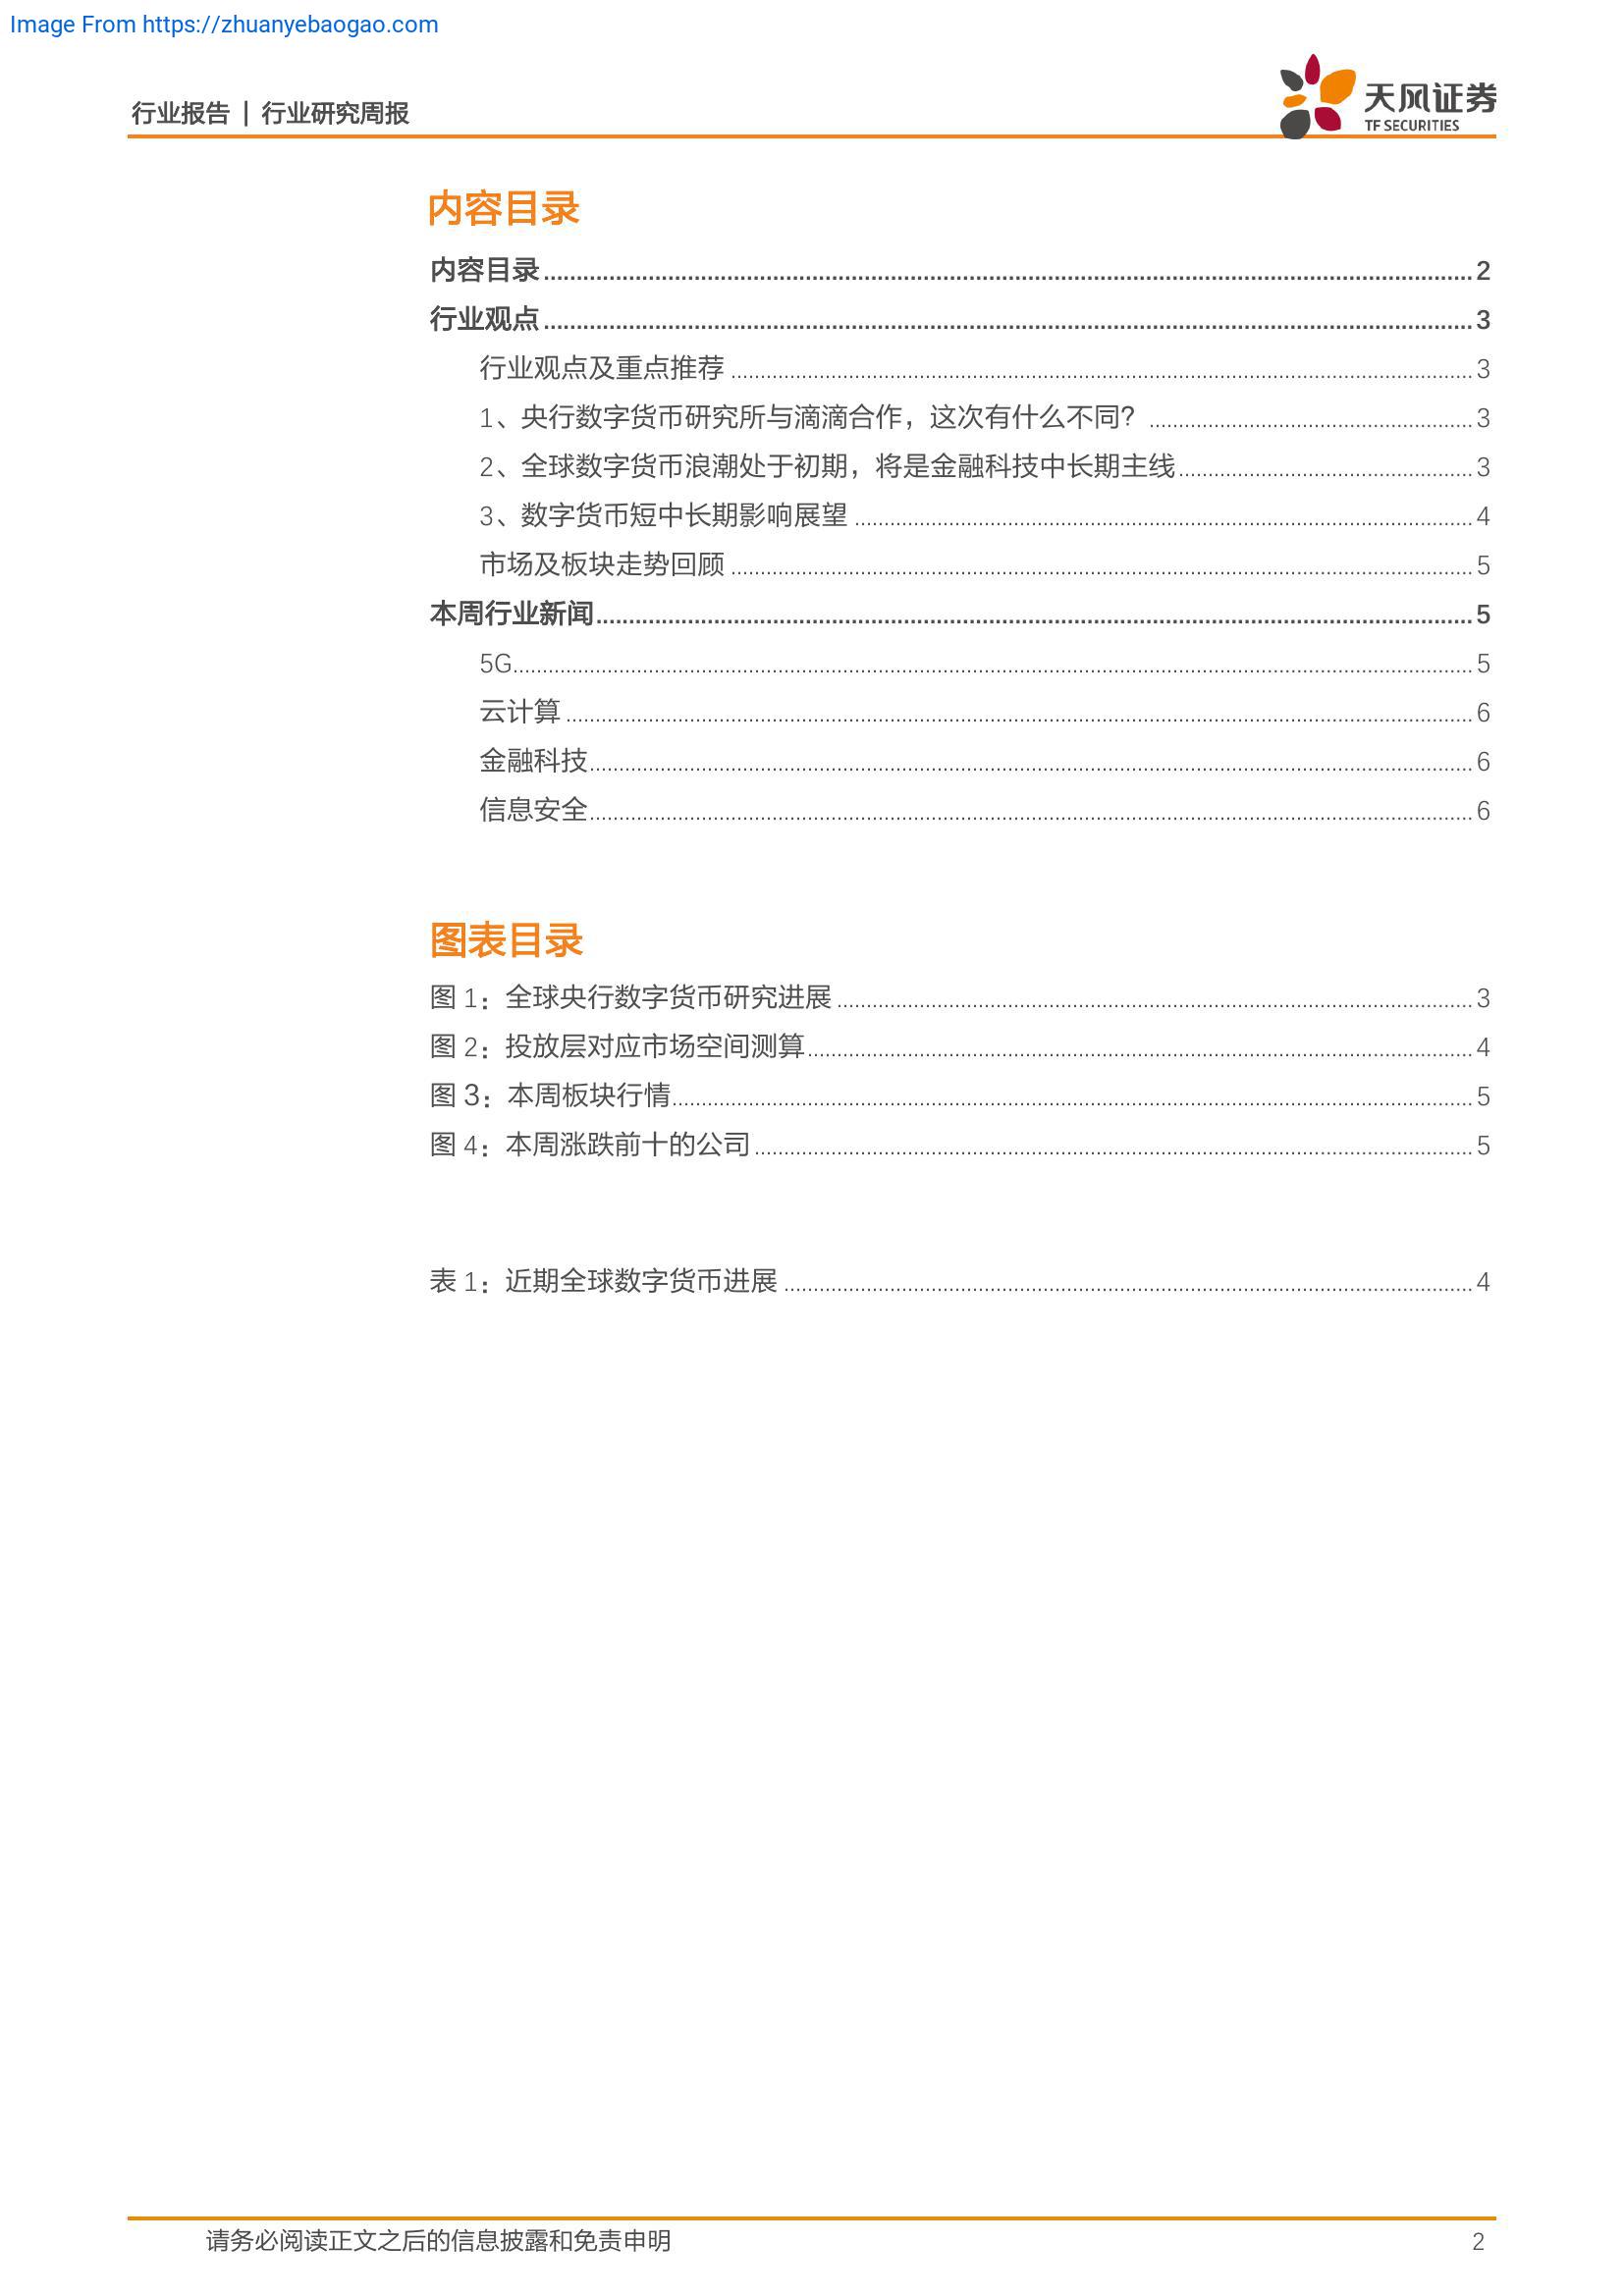 Image From https://zhuanyebaogao.com
行业报告 | 行业研究周报
天风证券
TF SECURITIES
内容目录
内容目录 2
行业观点 3
行业观点及重点推荐 3
1、央行数字货币研究所与滴滴合作，这次有什么不同？ 3
2、全球数字货币浪潮处于初期，将是金融科技中长期主线 3
3、数字货币短中长期影响展望 4
市场及板块走势回顾 5
本周行业新闻 5
5G 5
云计算 6
金融科技 6
信息安全 6
图表目录
图 1：全球央行数字货币研究进展 3
图 2：投放层对应市场空间测算 4
图 3：本周板块行情 5
图 4：本周涨跌前十的公司 5
表 1：近期全球数字货币进展 4
请务必阅读正文之后的信息披露和免责申明 2